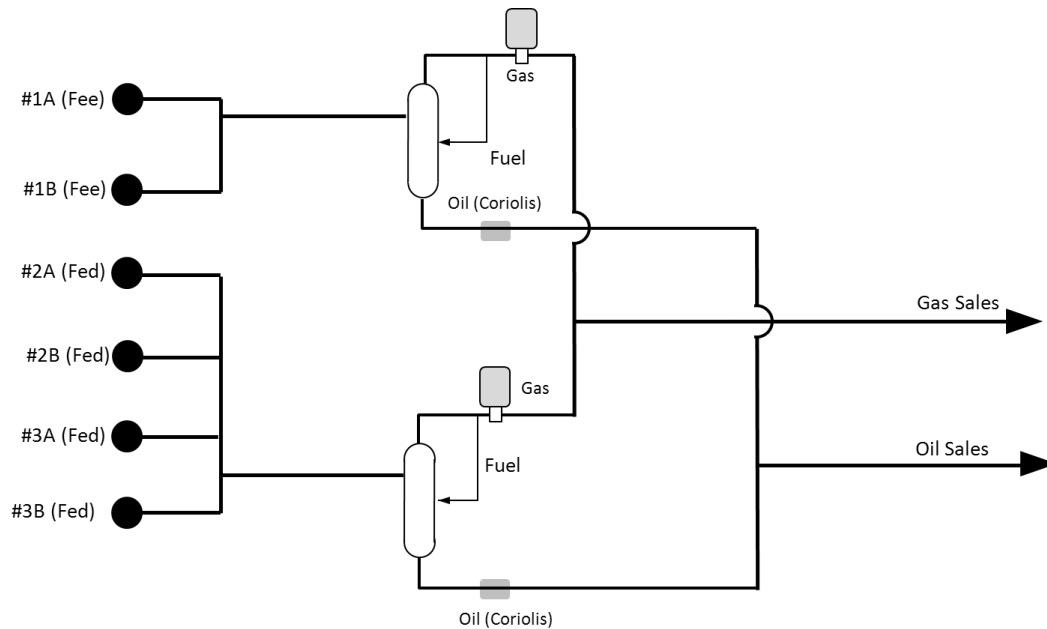 #1A (Fee)
Gas
Fuel
#1B (Fee)
Oil (Coriolis)
#2A (Fed)
Gas Sales
#2B (Fed)
Gas
#3A (Fed)
Fuel
Oil Sales
#3B (Fed)
Oil (Coriolis)